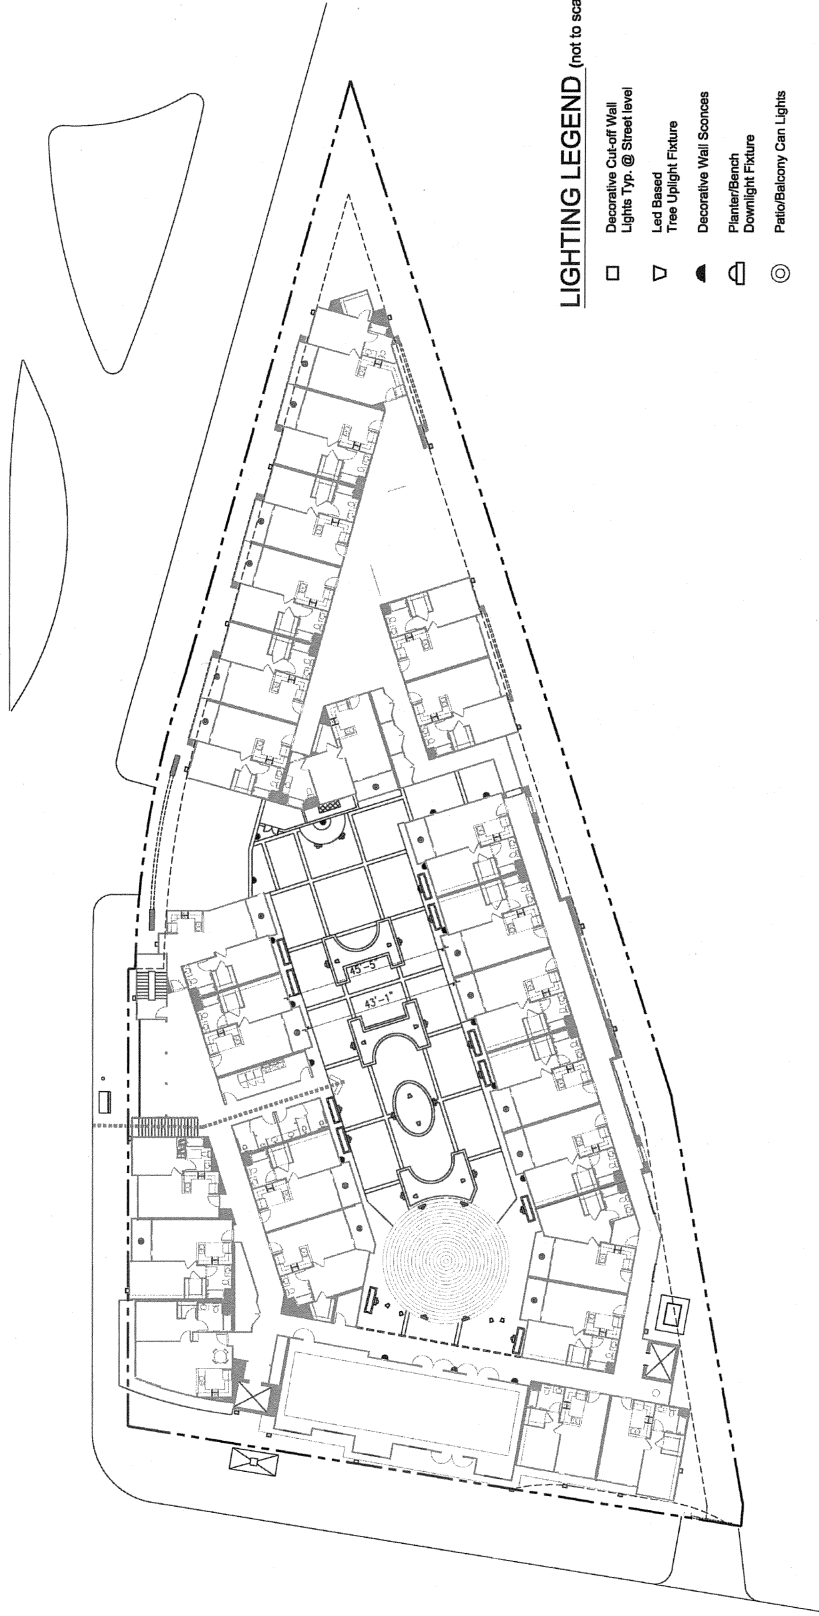 LIGHTING LEGEND (not to sca
Decorative Cut-off Wall
Lights Typ. @ Street level
Led Based
Tree Uplight Fixture
Decorative Wall Sconces
Planter/Bench
Downlight Fixture
Patio/Balcony Can Lights
45'-5"
43'-1"